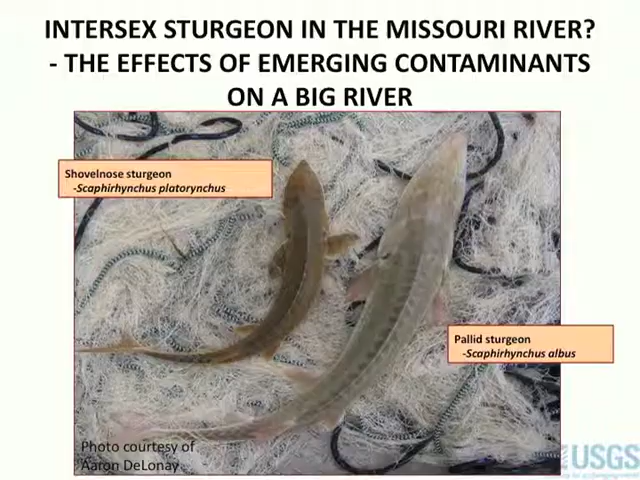 INTERSEX STURGEON IN THE MISSOURI RIVER?
- THE EFFECTS OF EMERGING CONTAMINANTS
ON A BIG RIVER
Shovelnose sturgeon
-Scaphirhynchus platorynchus
Pallid sturgeon
-Scaphirhynchus albus
Photo courtesy of
Aaron DeLonay
USGS